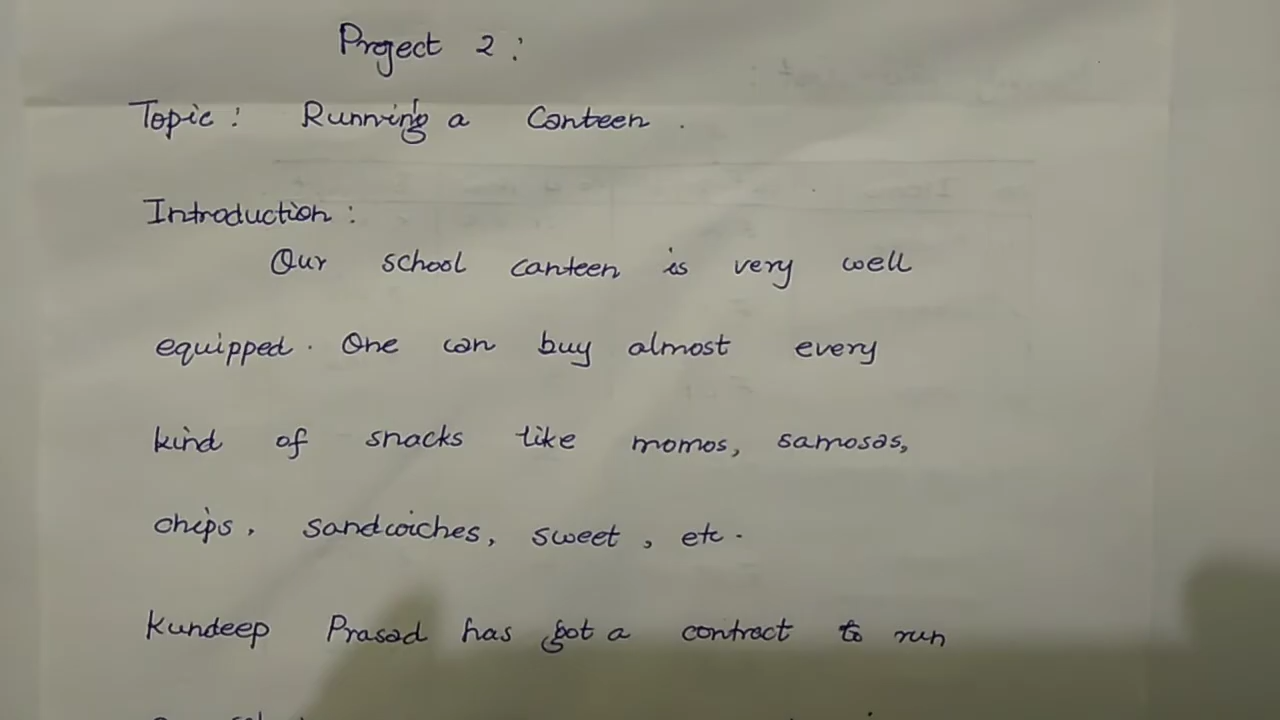 Project 2:
Topic: Running a Canteen.
Introduction:
Our school canteen is very well
equipped. One can buy almost every
kind of snacks like momos, samosas,
chips, sandwiches, sweet, etc.
Kundeep Prasad has got a contract to run